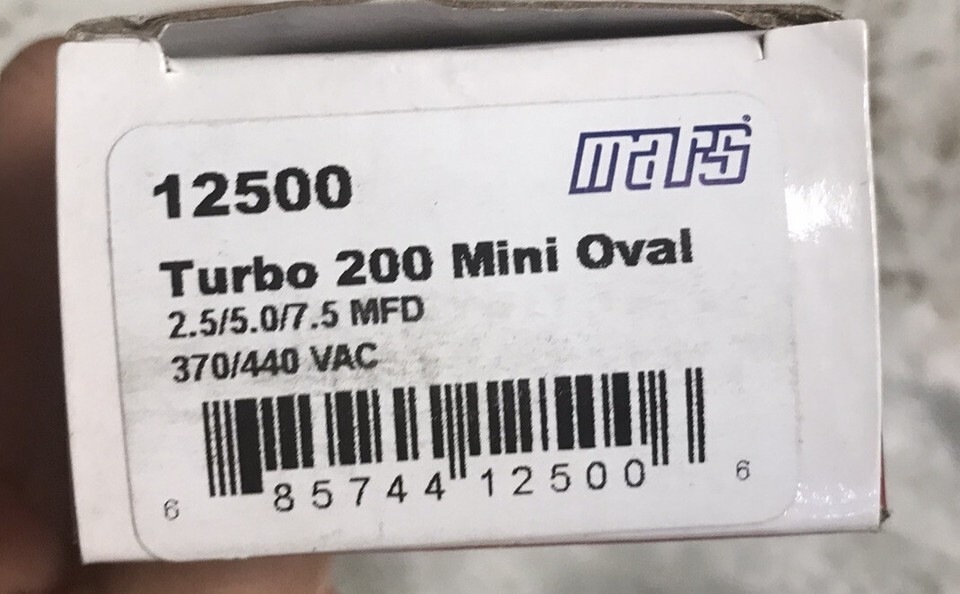 mars®
12500
Turbo 200 Mini Oval
2.5/5.0/7.5 MFD
370/440 VAC
6 85744 12500 6